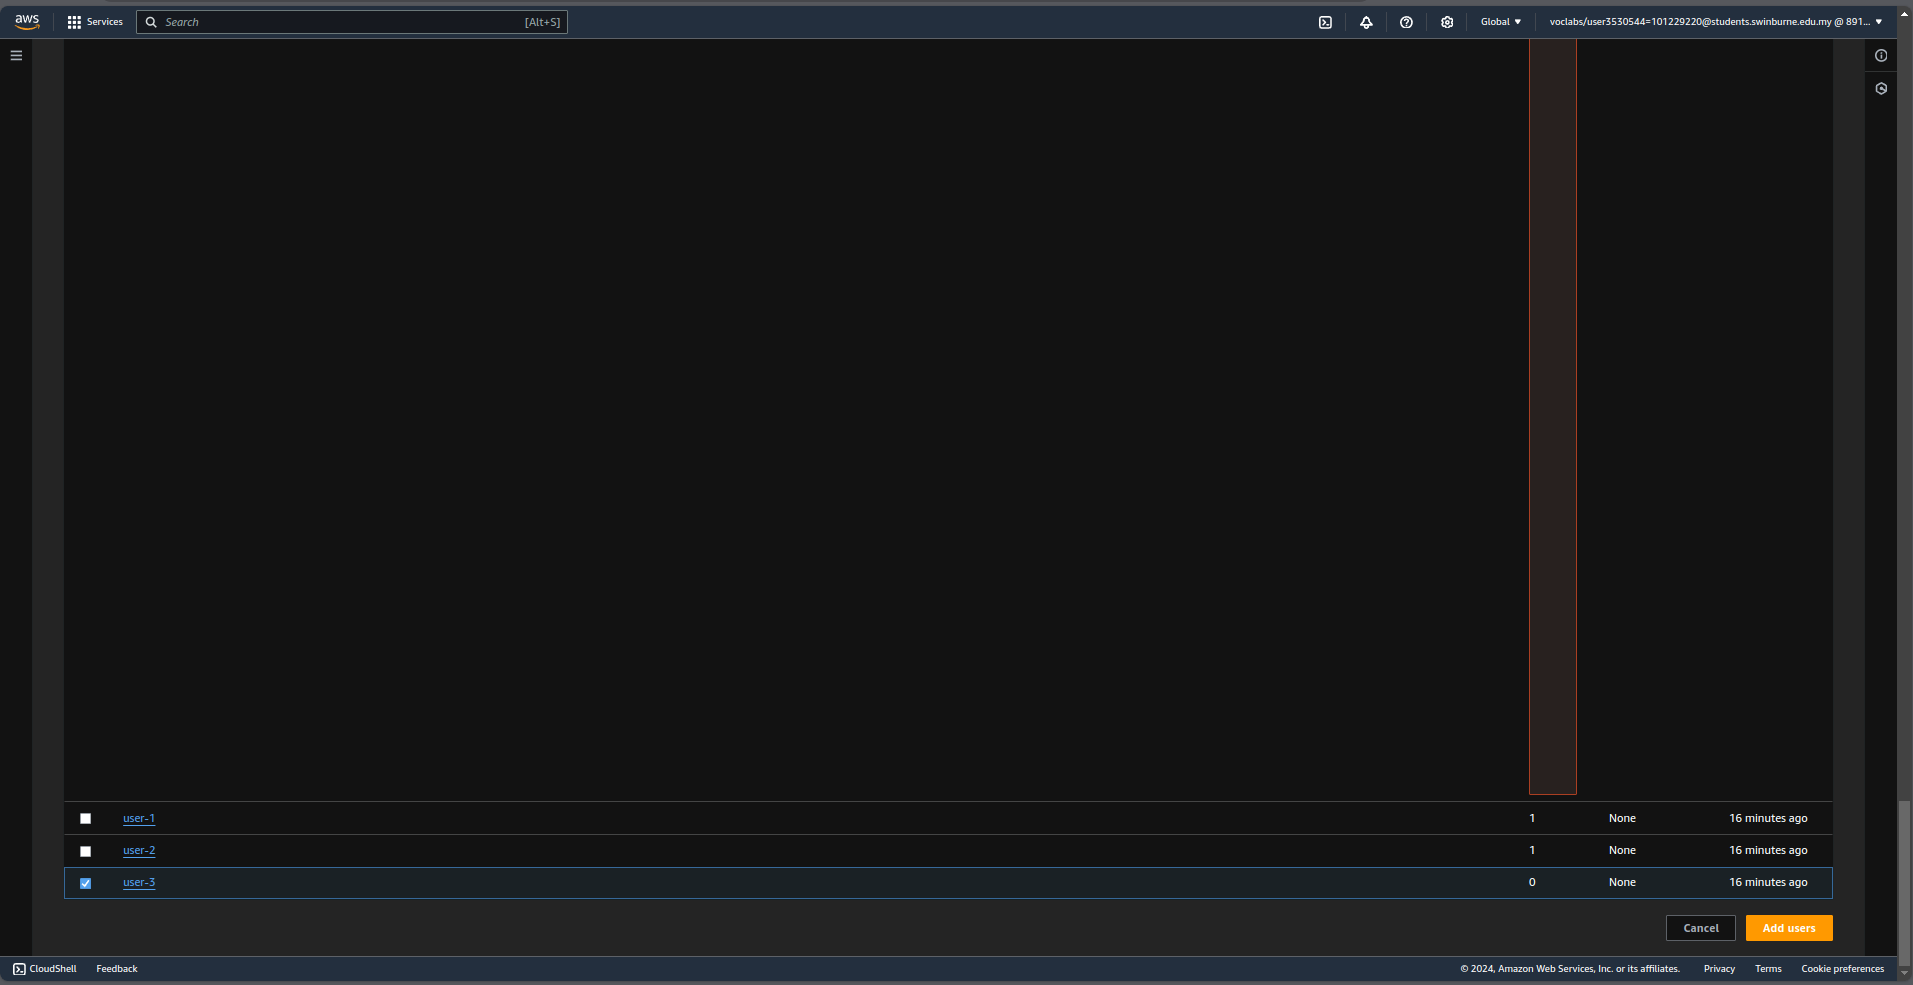 aws
Services
Search
[Alt+S]
Global
voclabs/user3530544=101229220@students.swinburne.edu.my @ 891...
user-1 1 None 16 minutes ago
user-2 1 None 16 minutes ago
user-3 0 None 16 minutes ago
Cancel Add users
CloudShell Feedback © 2024, Amazon Web Services, Inc. or its affiliates. Privacy Terms Cookie preferences